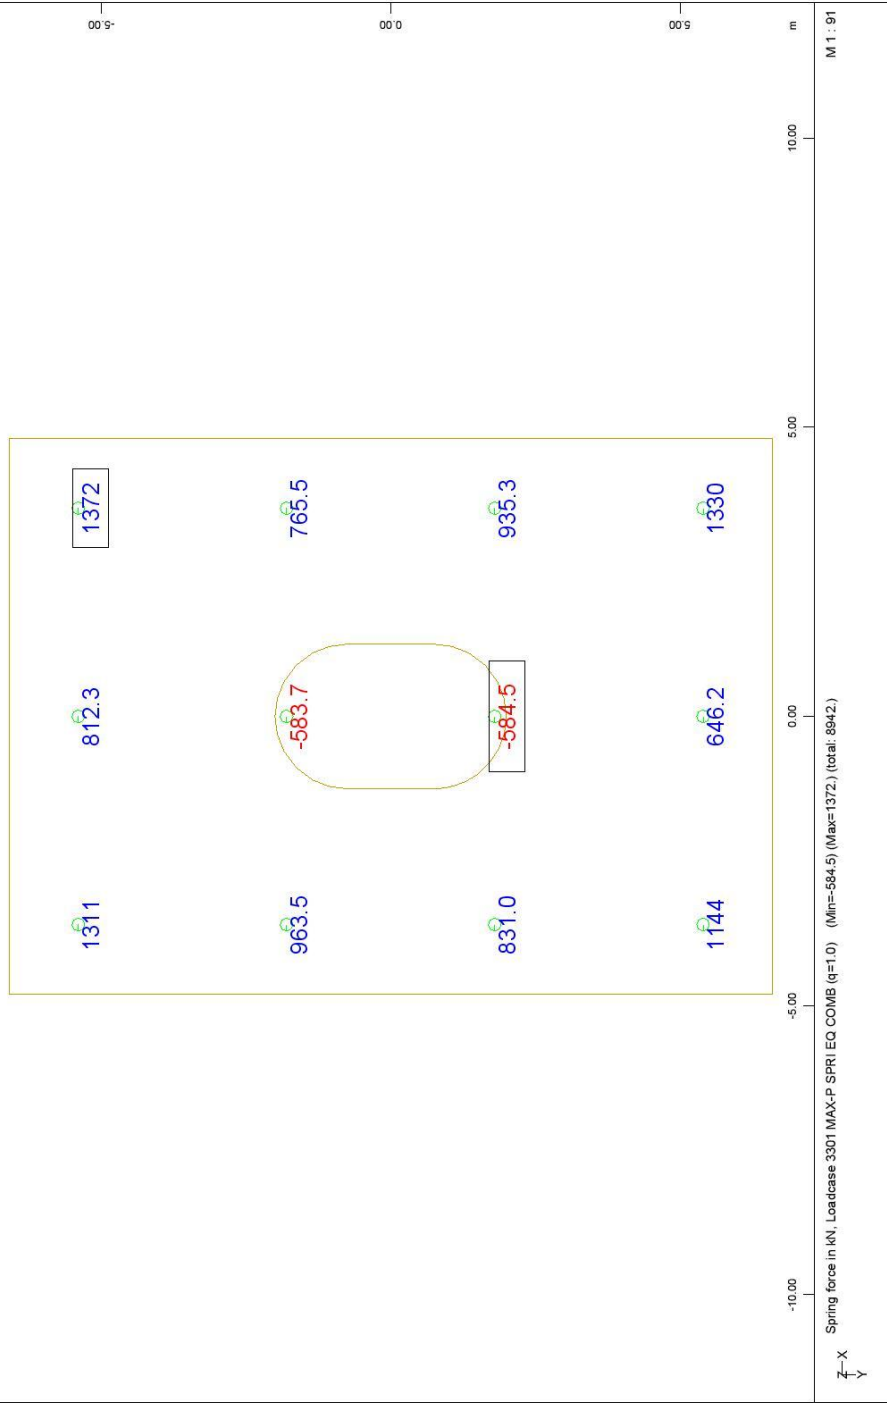 1311 812.3 1372 -5.00
963.5 -583.7 765.5
0.00
831.0 -584.5 935.3
1144 646.2 1330 5.00
-10.00 -5.00 0.00 5.00 10.00 m
Z X
Y
Spring force in kN, Loadcase 3301 MAX-P SPRI EQ COMB (q=1.0) (Min=-584.5) (Max=1372.) (total: 8942.) M 1 : 91